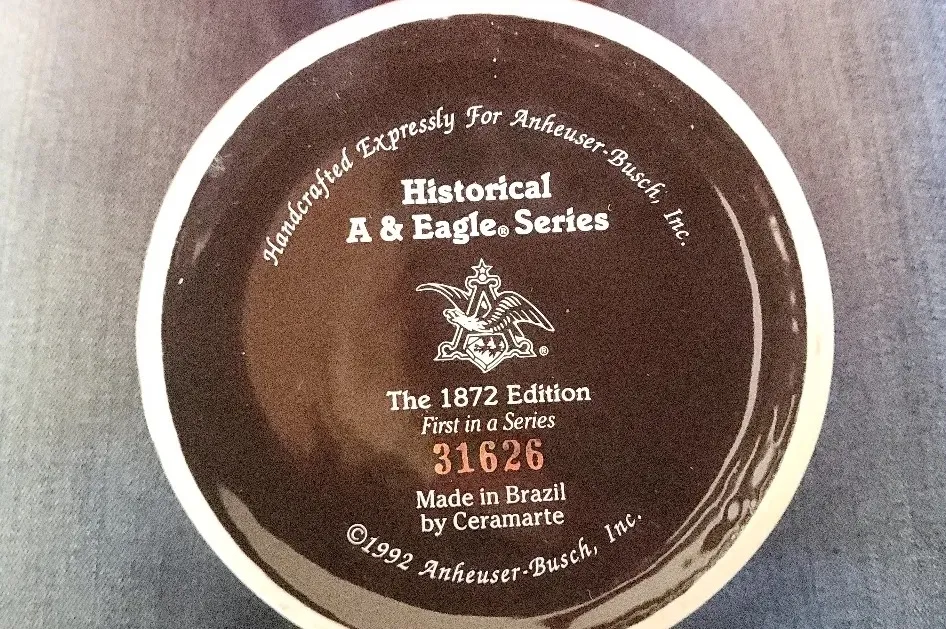 Handcrafted Expressly For Anheuser-Busch, Inc.
Historical
A & Eagle® Series
A
®
The 1872 Edition
First in a Series
31626
Made in Brazil
by Ceramarte
©1992 Anheuser-Busch, Inc.